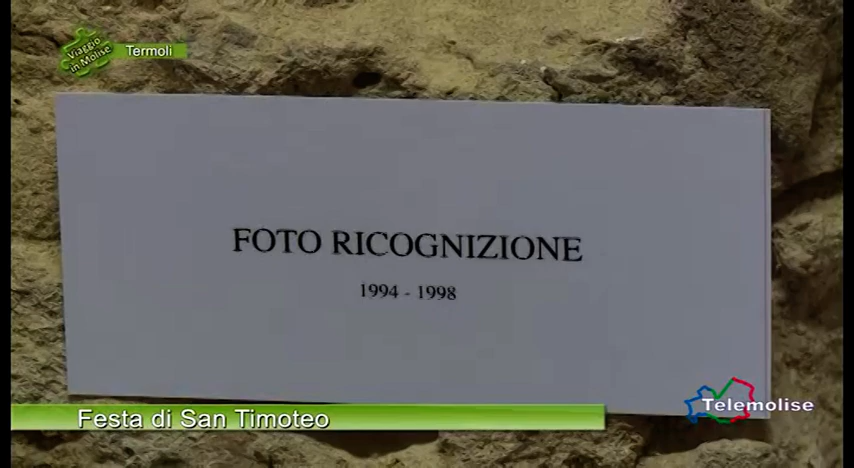 Viaggio
in Molise
Termoli
FOTO RICOGNIZIONE
1994 - 1998
Festa di San Timoteo
Telemolise